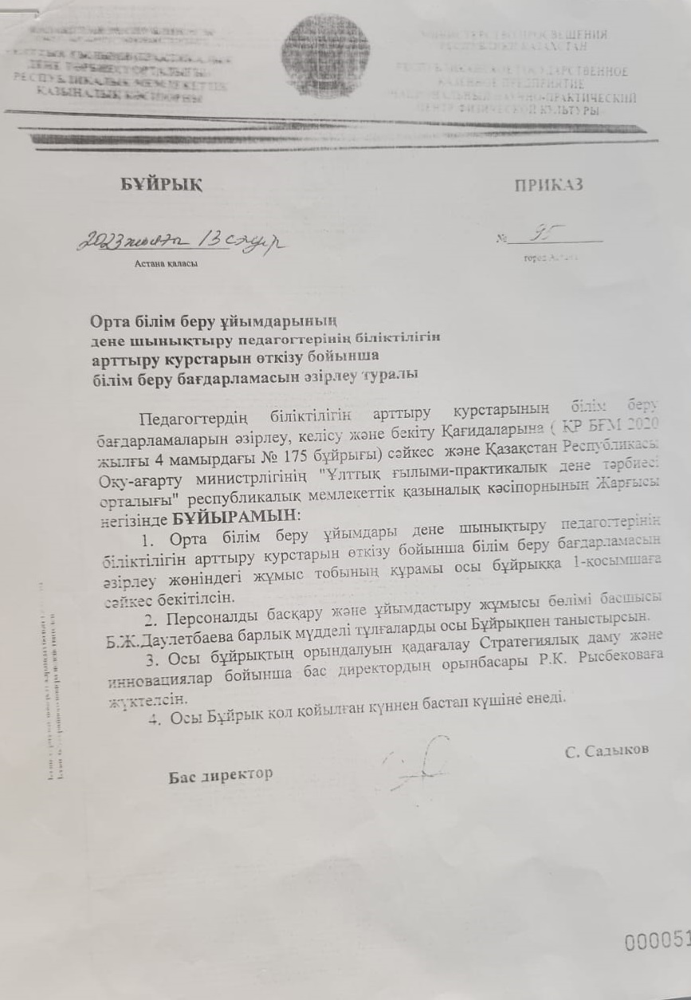 МИНИСТЕРСТВО ПРОСВЕЩЕНИЯ
РЕСПУБЛИКИ КАЗАХСТАН
ДЕНЕ ТӘРБИЕСІ ОРТАЛЫҒЫ
РЕСПУБЛИКАЛЫҚ МЕМЛЕКЕТТІК
ҚАЗЫНАЛЫҚ КӘСІПОРНЫ
РЕСПУБЛИКАНСКОЕ ГОСУДАРСТВЕННОЕ
КАЗЕННОЕ ПРЕДПРИЯТИЕ
НАЦИОНАЛЬНЫЙ НАУЧНО-ПРАКТИЧЕСКИЙ
ЦЕНТР ФИЗИЧЕСКОЙ КУЛЬТУРЫ
БҰЙРЫҚ
ПРИКАЗ
2023 жылғы 13 сәуір
№ 95
Астана қаласы
город Астана
Орта білім беру ұйымдарының
дене шынықтыру педагогтерінің біліктілігін
арттыру курстарын өткізу бойынша
білім беру бағдарламасын әзірлеу туралы
Педагогтердің біліктілігін арттыру курстарының білім беру
бағдарламаларын әзірлеу, келісу және бекіту Қағидаларына ( ҚР БҒМ 2020
жылғы 4 мамырдағы № 175 бұйрығы) сәйкес және Қазақстан Республикасы
Оқу-ағарту министрлігінің "Ұлттық ғылыми-практикалық дене тәрбиесі
орталығы" республикалық мемлекеттік қазыналық кәсіпорнының Жарғысы
негізінде БҰЙЫРАМЫН:
1. Орта білім беру ұйымдары дене шынықтыру педагогтерінің
біліктілігін арттыру курстарын өткізу бойынша білім беру бағдарламасын
әзірлеу жөніндегі жұмыс тобының құрамы осы бұйрыққа 1-қосымшаға
сәйкес бекітілсін.
2. Персоналды басқару және ұйымдастыру жұмысы бөлімі басшысы
Б.Ж.Даулетбаева барлық мүдделі тұлғаларды осы Бұйрықпен таныстырсын.
3. Осы бұйрықтың орындалуын қадағалау Стратегиялық даму және
инновациялар бойынша бас директордың орынбасары Р.К. Рысбековаға
жүктелсін.
4. Осы Бұйрык қол қойылған күннен бастап күшіне енеді.
Бас директор
С. Садыков
000051